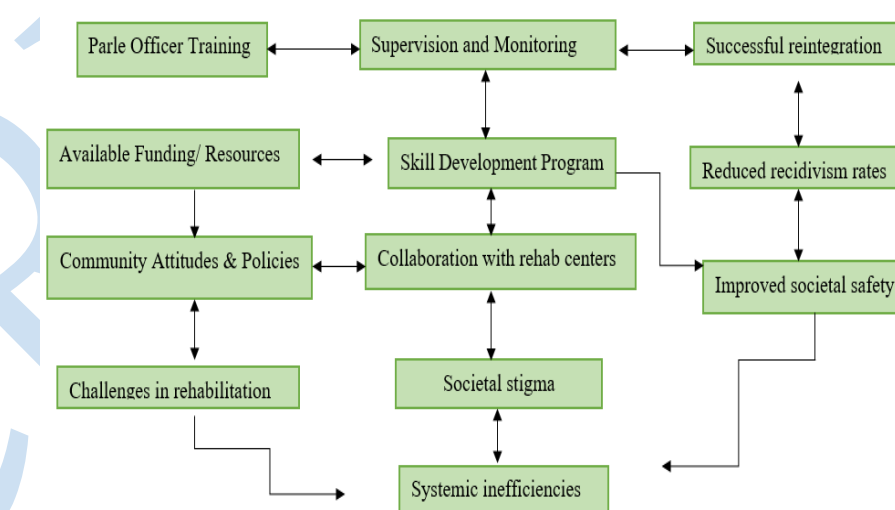 Parle Officer Training
Supervision and Monitoring
Successful reintegration
Available Funding/ Resources
Skill Development Program
Reduced recidivism rates
Community Attitudes & Policies
Collaboration with rehab centers
Improved societal safety
Challenges in rehabilitation
Societal stigma
Systemic inefficiencies